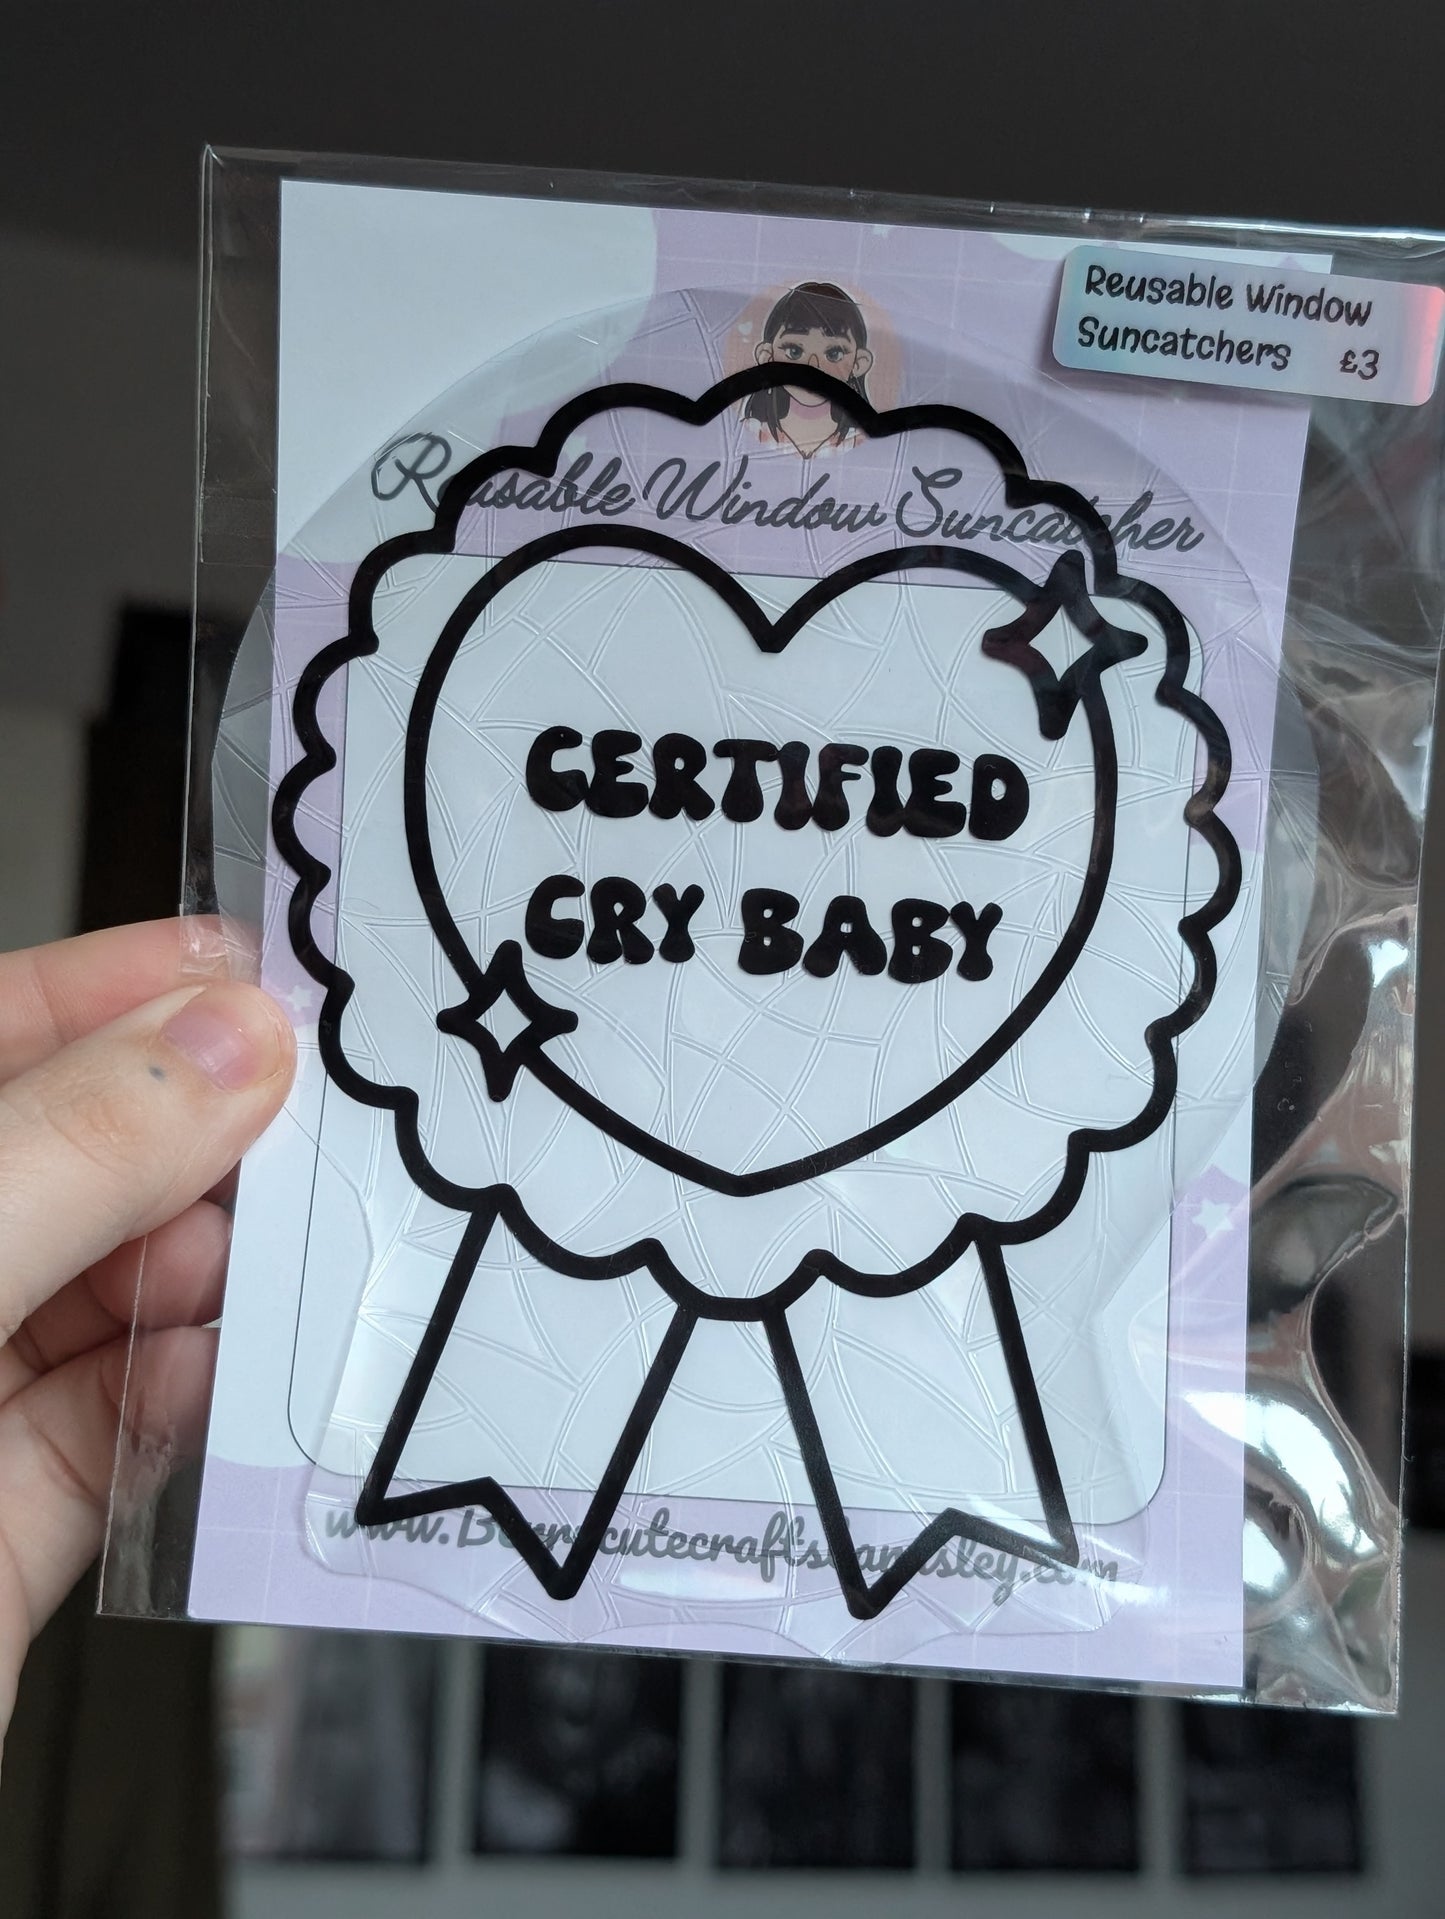 Reusable Window
Suncatchers £3
Reusable Window Suncatcher
CERTIFIED
CRY BABY